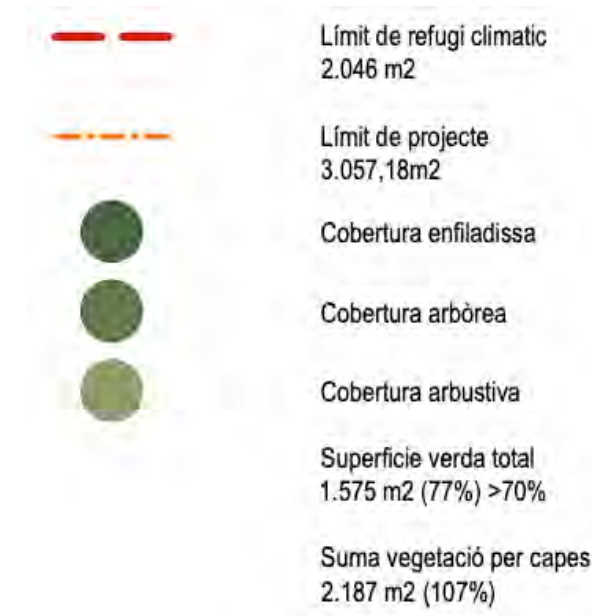 Límit de refugi climatic
2.046 m2
Límit de projecte
3.057,18m2
Cobertura enfiladissa
Cobertura arbòrea
Cobertura arbustiva
Superficie verda total
1.575 m2 (77%) >70%
Suma vegetació per capes
2.187 m2 (107%)